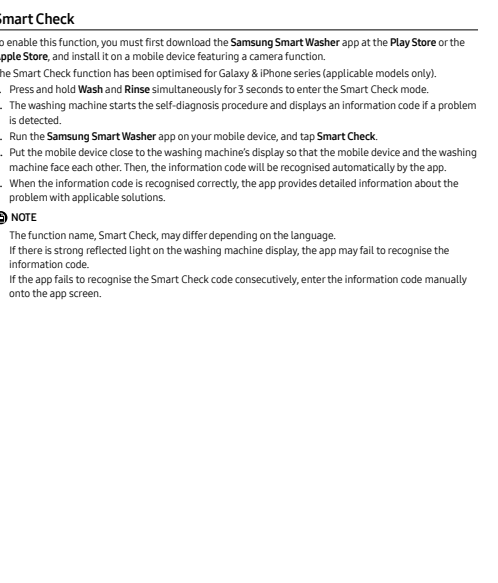 Smart Check
To enable this function, you must first download the Samsung Smart Washer app at the Play Store or the
Apple Store, and install it on a mobile device featuring a camera function.
The Smart Check function has been optimised for Galaxy & iPhone series (applicable models only).
. Press and hold Wash and Rinse simultaneously for 3 seconds to enter the Smart Check mode.
. The washing machine starts the self-diagnosis procedure and displays an information code if a problem
is detected.
. Run the Samsung Smart Washer app on your mobile device, and tap Smart Check.
. Put the mobile device close to the washing machine's display so that the mobile device and the washing
machine face each other. Then, the information code will be recognised automatically by the app.
. When the information code is recognised correctly, the app provides detailed information about the
problem with applicable solutions.
NOTE
The function name, Smart Check, may differ depending on the language.
If there is strong reflected light on the washing machine display, the app may fail to recognise the
information code.
If the app fails to recognise the Smart Check code consecutively, enter the information code manually
onto the app screen.